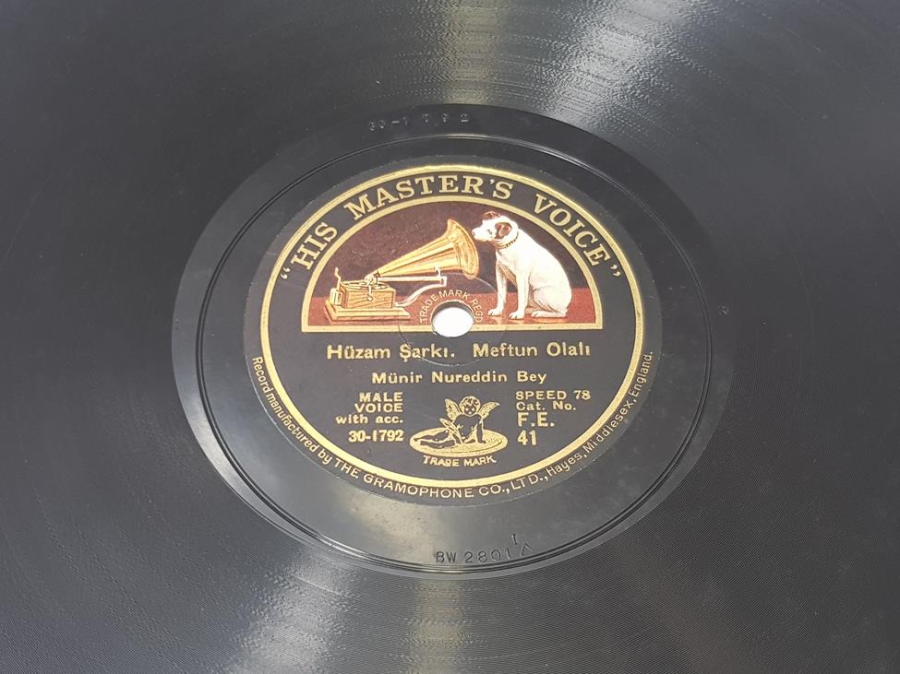 30-1792
"HIS MASTER'S VOICE"
TRADE MARK REGD
Hüzam Şarkı. Meftun Olalı
Münir Nureddin Bey
MALE
VOICE
with acc.
30-1792
SPEED 78
Cat. No.
F.E.
41
TRADE MARK
Record manufactured by THE GRAMOPHONE CO., LTD., Hayes, Middlesex, England.
BW 2801
I